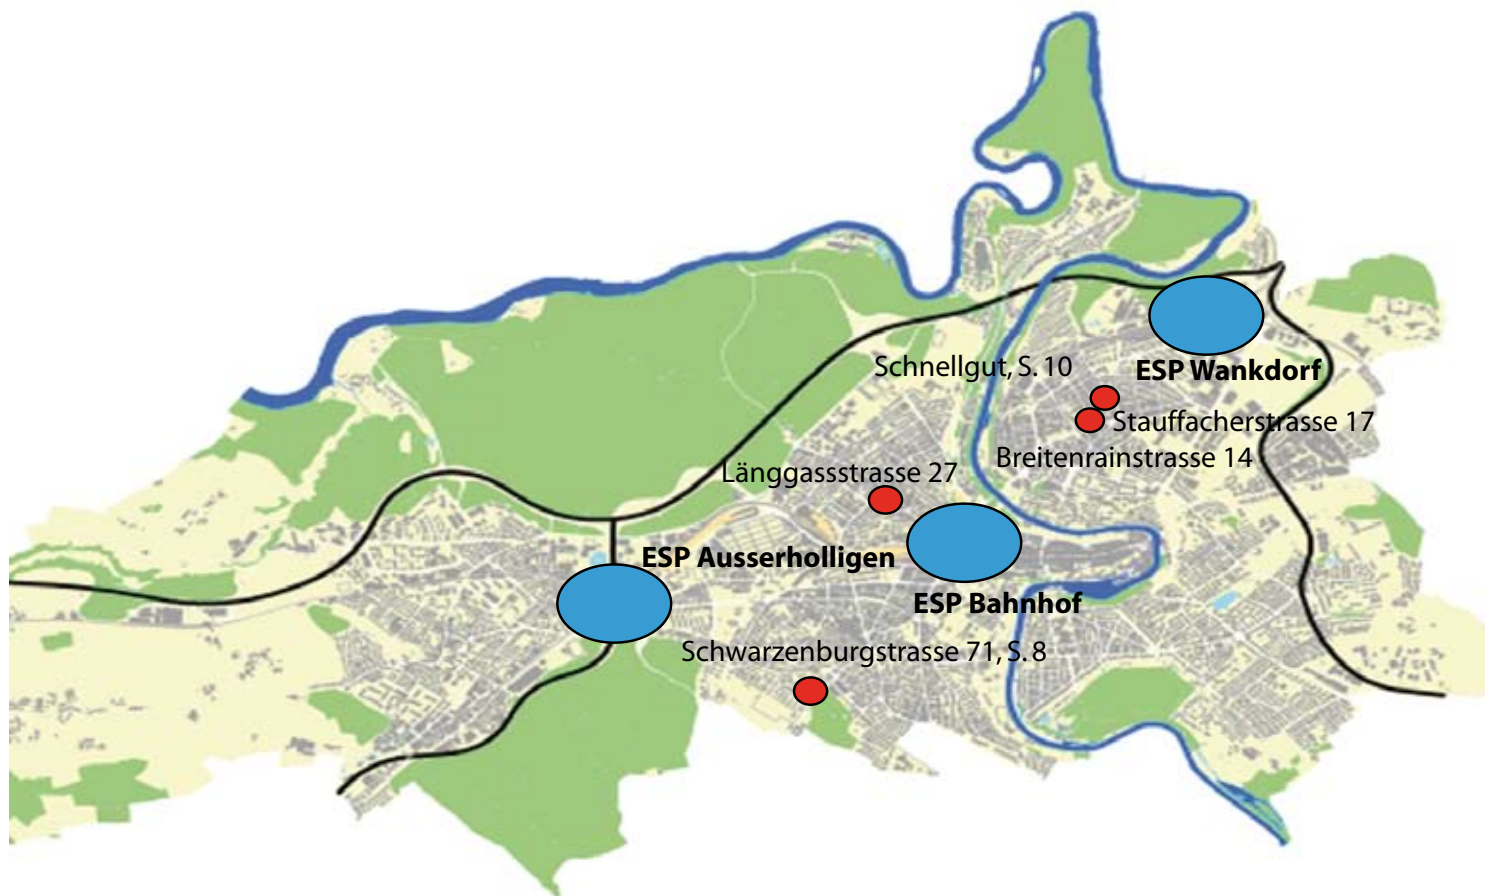 Schnellgut, S. 10
ESP Wankdorf
Stauffacherstrasse 17
Breitenrainstrasse 14
Länggassstrasse 27
ESP Ausserholligen
ESP Bahnhof
Schwarzenburgstrasse 71, S. 8